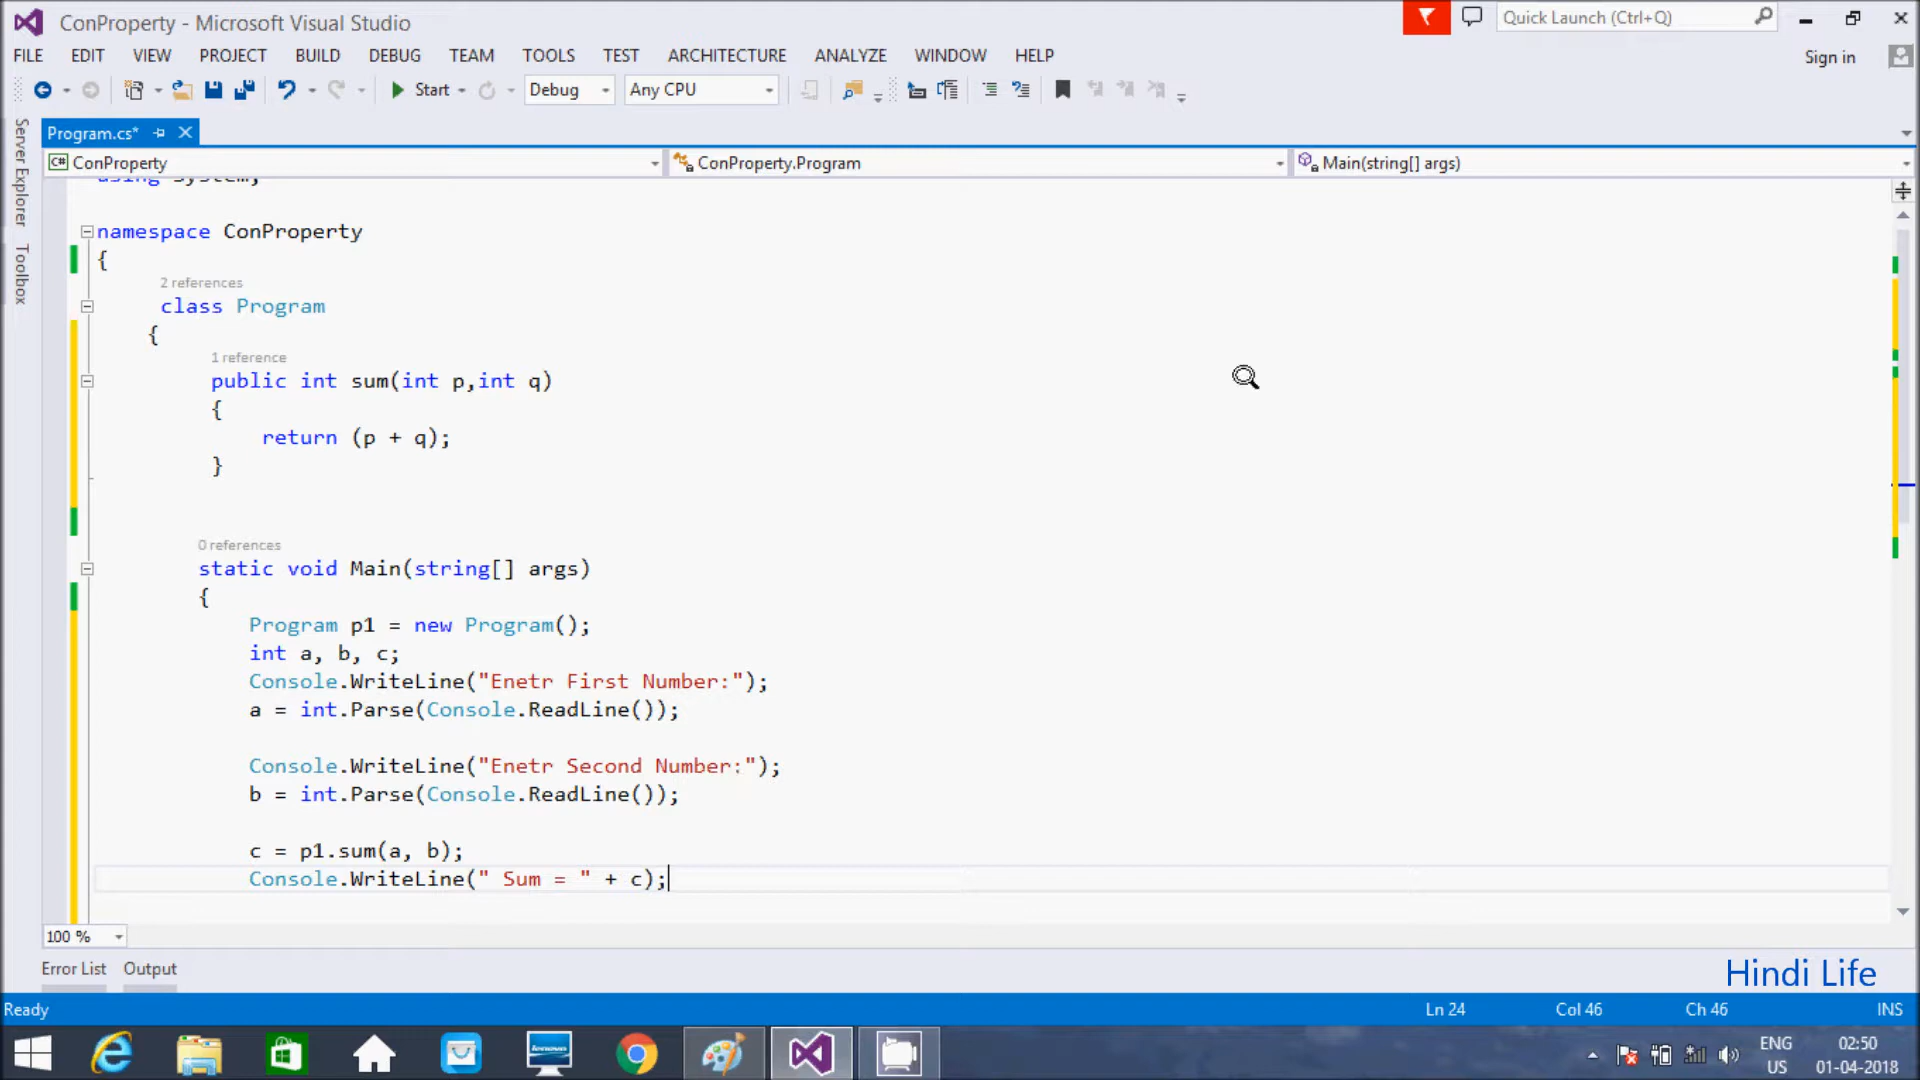 ConProperty - Microsoft Visual Studio
Quick Launch (Ctrl+Q)
FILE EDIT VIEW PROJECT BUILD DEBUG TEAM TOOLS TEST ARCHITECTURE ANALYZE WINDOW HELP
Sign in
Start Debug Any CPU
Server Explorer
Toolbox
Program.cs*
C# ConProperty
ConProperty.Program
Main(string[] args)
using System;
namespace ConProperty
{
2 references
class Program
{
1 reference
public int sum(int p,int q)
{
return (p + q);
}
0 references
static void Main(string[] args)
{
Program p1 = new Program();
int a, b, c;
Console.WriteLine("Enetr First Number:");
a = int.Parse(Console.ReadLine());
Console.WriteLine("Enetr Second Number:");
b = int.Parse(Console.ReadLine());
c = p1.sum(a, b);
Console.WriteLine(" Sum = " + c);
100 %
Error List Output
Hindi Life
Ready
Ln 24 Col 46 Ch 46 INS
ENG
US
02:50
01-04-2018